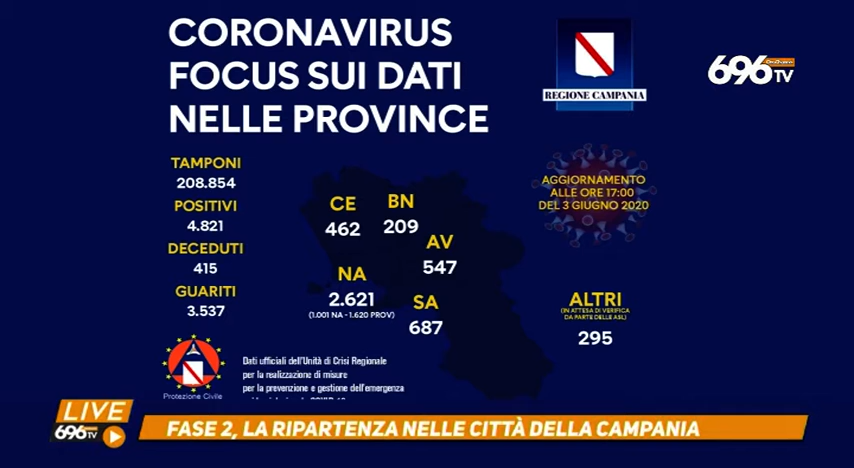 CORONAVIRUS
FOCUS SUI DATI
NELLE PROVINCE
REGIONE CAMPANIA
696 TV
TAMPONI
208.854
POSITIVI
4.821
DECEDUTI
415
GUARITI
3.537
CE
462
BN
209
AV
547
NA
2.621
(1.001 NA - 1.620 PROV)
SA
687
AGGIORNAMENTO
ALLE ORE 17:00
DEL 3 GIUGNO 2020
ALTRI
(IN ATTESA DI VERIFICA
DA PARTE DELLE ASL)
295
Protezione Civile
Dati ufficiali dell'Unità di Crisi Regionale
per la realizzazione di misure
per la prevenzione e gestione dell'emergenza
LIVE
696 TV
FASE 2, LA RIPARTENZA NELLE CITTÀ DELLA CAMPANIA